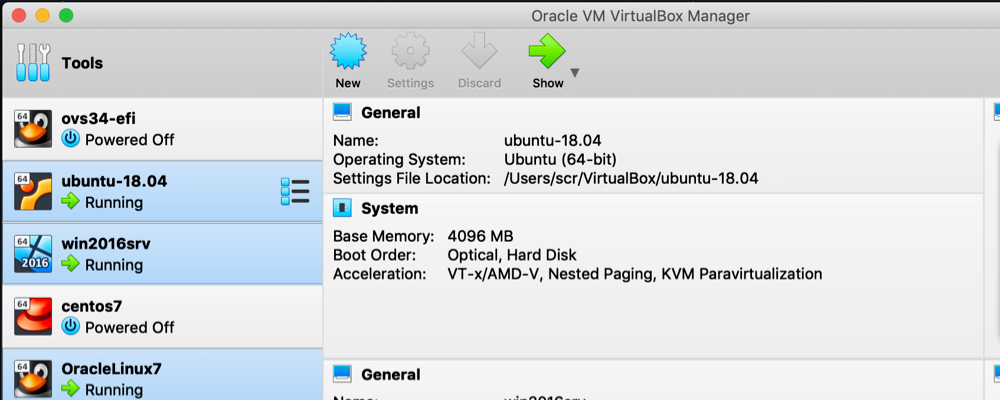 Oracle VM VirtualBox Manager
Tools
New
Settings
Discard
Show
64
ovs34-efi
Powered Off
64
ubuntu-18.04
Running
64
2016
win2016srv
Running
64
centos7
Powered Off
64
OracleLinux7
Running
General
Name: ubuntu-18.04
Operating System: Ubuntu (64-bit)
Settings File Location: /Users/scr/VirtualBox/ubuntu-18.04
System
Base Memory: 4096 MB
Boot Order: Optical, Hard Disk
Acceleration: VT-x/AMD-V, Nested Paging, KVM Paravirtualization
General
Name: win2016srv